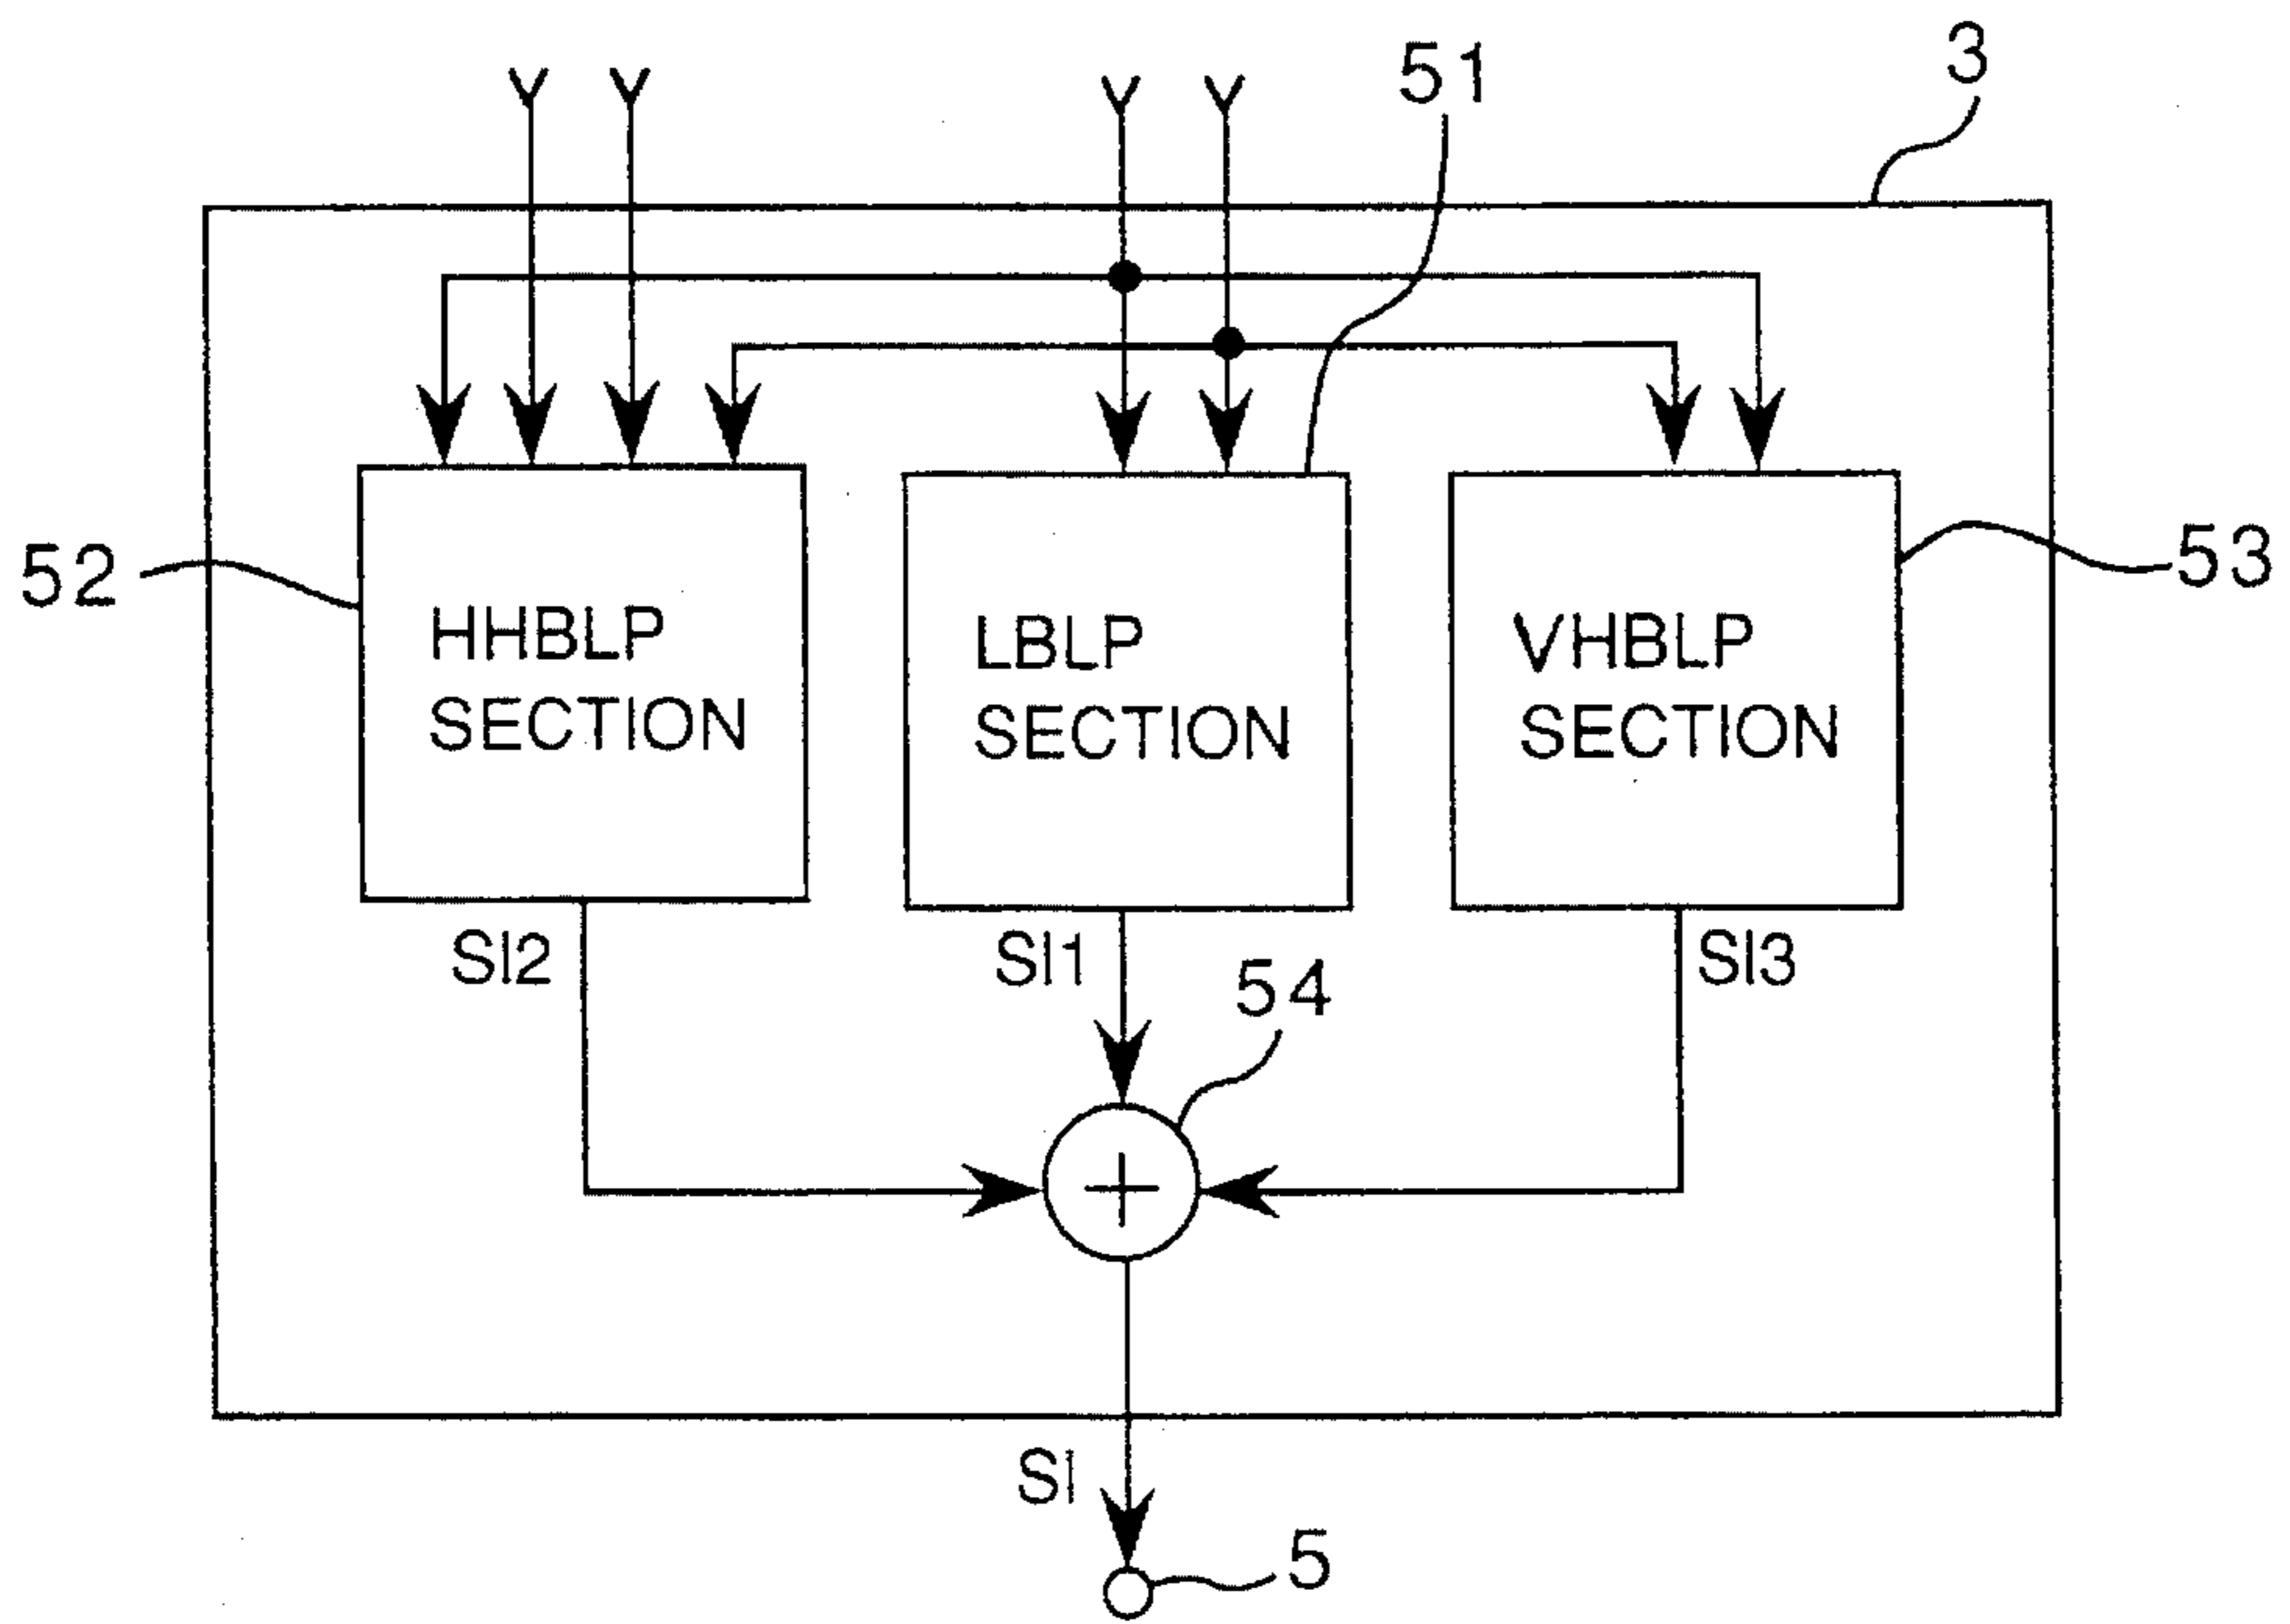 3
51
52
HHBLP
SECTION
LBLP
SECTION
VHBLP
SECTION
53
SI2
SI1
SI3
54
+
SI
5